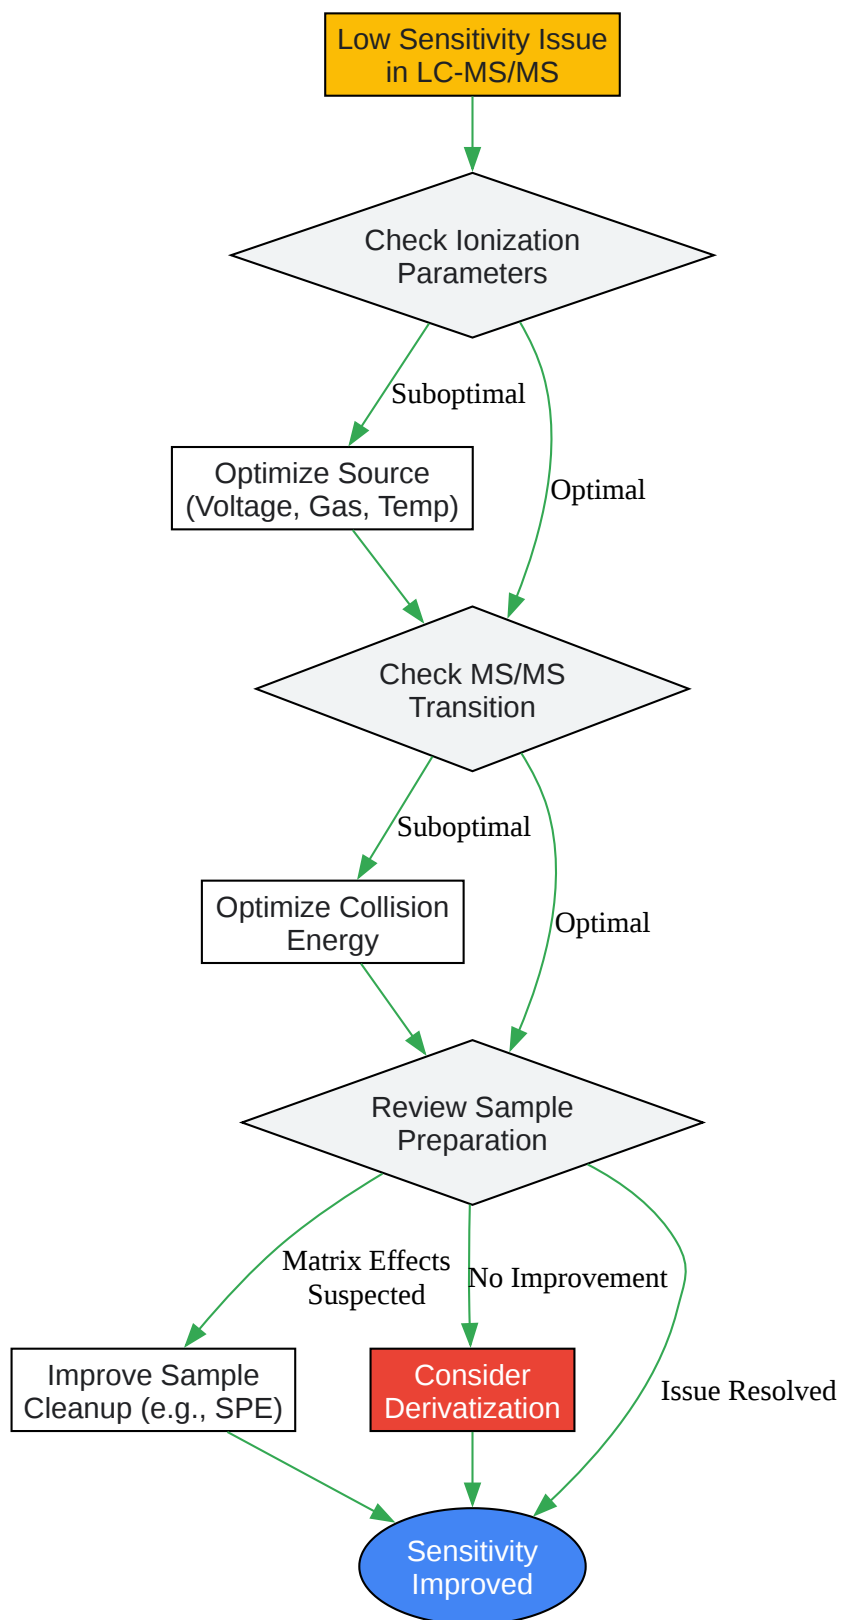 Low Sensitivity Issue
in LC-MS/MS
Check Ionization
Parameters
Suboptimal
Optimize Source
(Voltage, Gas, Temp)
Optimal
Check MS/MS
Transition
Suboptimal
Optimize Collision
Energy
Optimal
Review Sample
Preparation
Matrix Effects
Suspected
No Improvement
Improve Sample
Cleanup (e.g., SPE)
Consider
Derivatization
Issue Resolved
Sensitivity
Improved